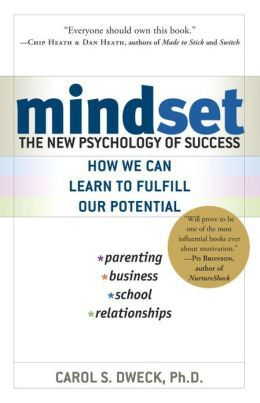 "Everyone should own this book."
—CHIP HEATH & DAN HEATH, authors of Made to Stick and Switch
mindset
THE NEW PSYCHOLOGY OF SUCCESS
HOW WE CAN
LEARN TO FULFILL
OUR POTENTIAL
*parenting
*business
*school
*relationships
"Will prove to be
one of the most
influential books
ever about motivation."
—PO BRONSON,
author of
NurtureShock
CAROL S. DWECK, Ph.D.